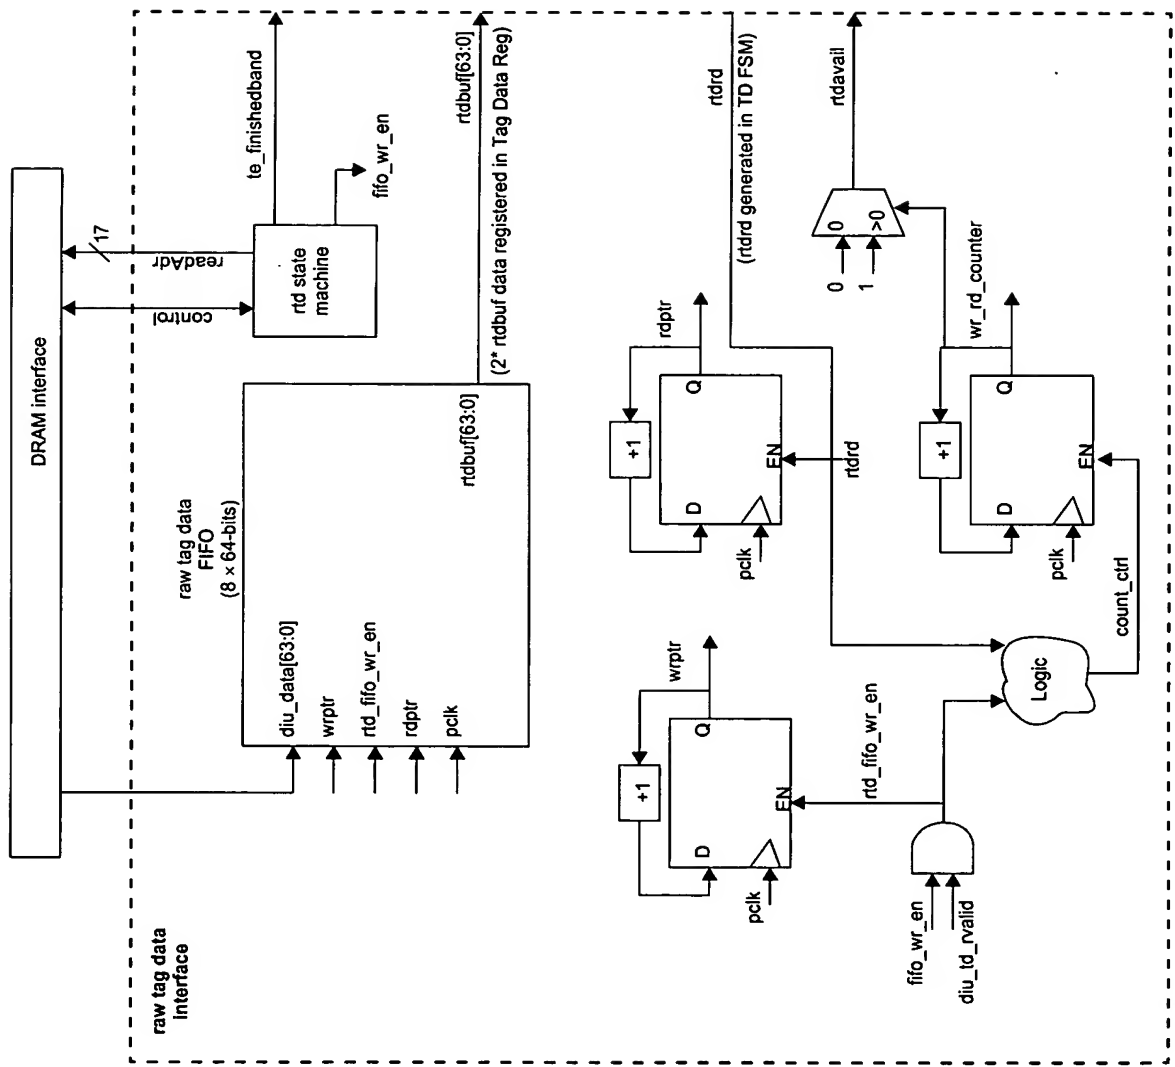 DRAM interface
raw tag data
Interface
raw tag data
FIFO
(8 × 64-bits)
diu_data[63:0]
wrptr
rtd_fifo_wr_en
rdptr
pclk
rtdbuf[63:0]
control
readAdr
17
rtd state
machine
te_finishedband
fifo_wr_en
rtdbuf[63:0]
(2* rtdbuf data registered in Tag Data Reg)
rtdrd
(rtdrd generated in TD FSM)
+1
wrptr
D
Q
EN
pclk
rtd_fifo_wr_en
fifo_wr_en
diu_td_rvalid
+1
rdptr
D
Q
EN
pclk
rtdrd
Logic
count_ctrl
+1
D
Q
EN
pclk
wr_rd_counter
0
1
0
>0
rtdavail